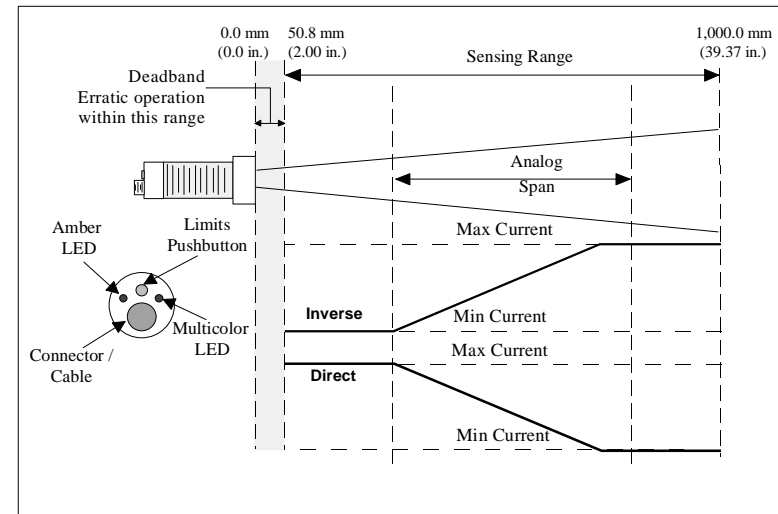 0.0 mm
(0.0 in.)
50.8 mm
(2.00 in.)
1,000.0 mm
(39.37 in.)
Sensing Range
Deadband
Erratic operation
within this range
Analog
Span
Amber
LED
Limits
Pushbutton
Multicolor
LED
Connector /
Cable
Max Current
Inverse
Min Current
Max Current
Direct
Min Current